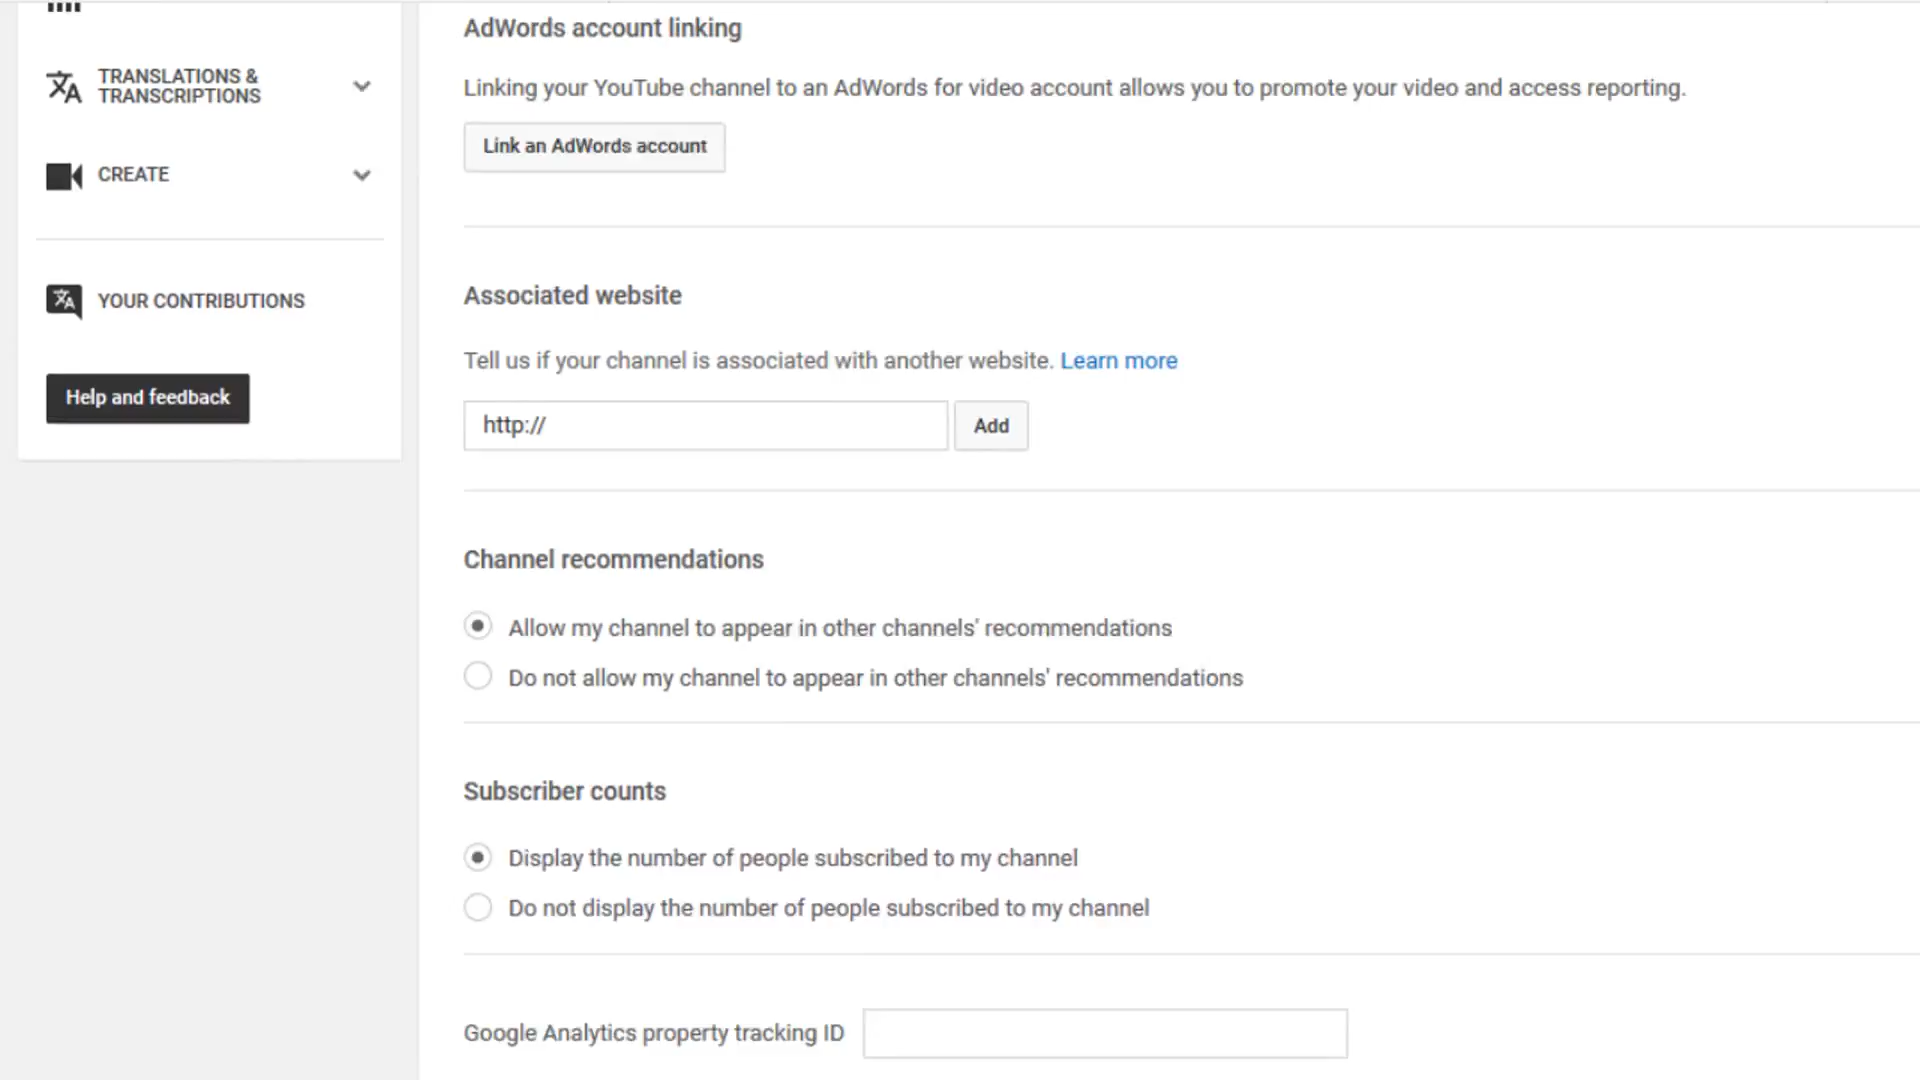 TRANSLATIONS &
TRANSCRIPTIONS
CREATE
YOUR CONTRIBUTIONS
Help and feedback
AdWords account linking
Linking your YouTube channel to an AdWords for video account allows you to promote your video and access reporting.
Link an AdWords account
Associated website
Tell us if your channel is associated with another website. Learn more
http://
Add
Channel recommendations
Allow my channel to appear in other channels' recommendations
Do not allow my channel to appear in other channels' recommendations
Subscriber counts
Display the number of people subscribed to my channel
Do not display the number of people subscribed to my channel
Google Analytics property tracking ID